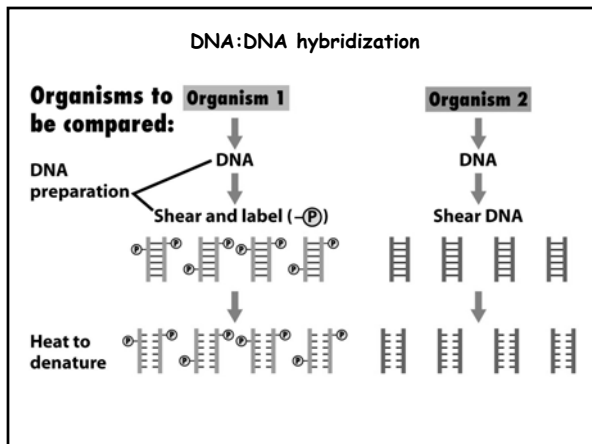 DNA:DNA hybridization
Organisms to
be compared:
Organism 1
Organism 2
DNA
DNA
DNA
preparation
Shear and label (–Ⓟ)
Shear DNA
P P P P P P P P
Heat to
denature
P P P P P P P P